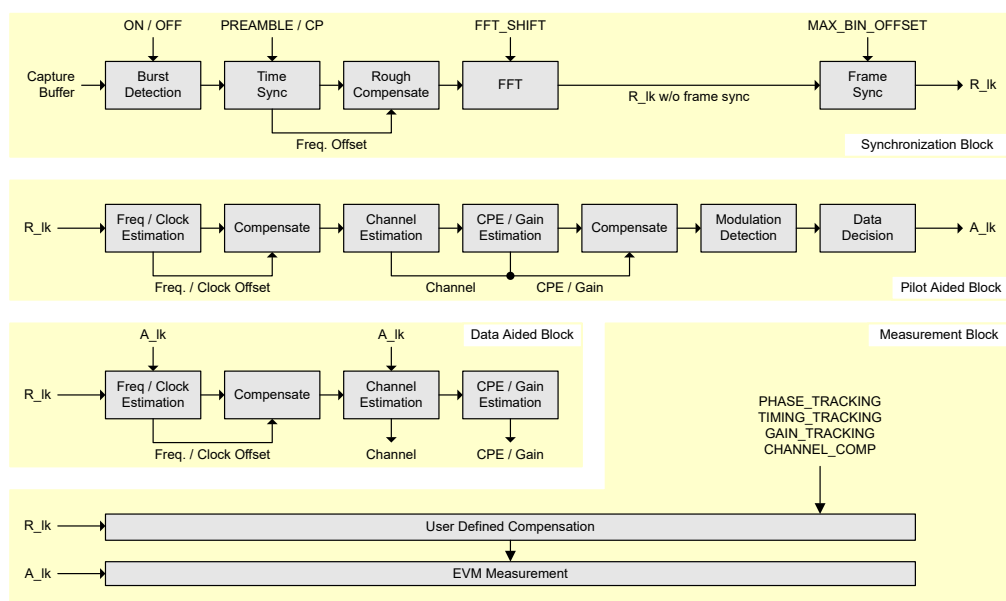 ON / OFF
PREAMBLE / CP
FFT_SHIFT
MAX_BIN_OFFSET
Capture
Buffer
Burst
Detection
Time
Sync
Rough
Compensate
FFT
R_lk w/o frame sync
Frame
Sync
R_lk
Freq. Offset
Synchronization Block
R_lk
Freq / Clock
Estimation
Compensate
Channel
Estimation
CPE / Gain
Estimation
Compensate
Modulation
Detection
Data
Decision
A_lk
Freq. / Clock Offset
Channel
CPE / Gain
Pilot Aided Block
A_lk
A_lk
Data Aided Block
Measurement Block
R_lk
Freq / Clock
Estimation
Compensate
Channel
Estimation
CPE / Gain
Estimation
Freq. / Clock Offset
Channel
CPE / Gain
PHASE_TRACKING
TIMING_TRACKING
GAIN_TRACKING
CHANNEL_COMP
R_lk
User Defined Compensation
A_lk
EVM Measurement